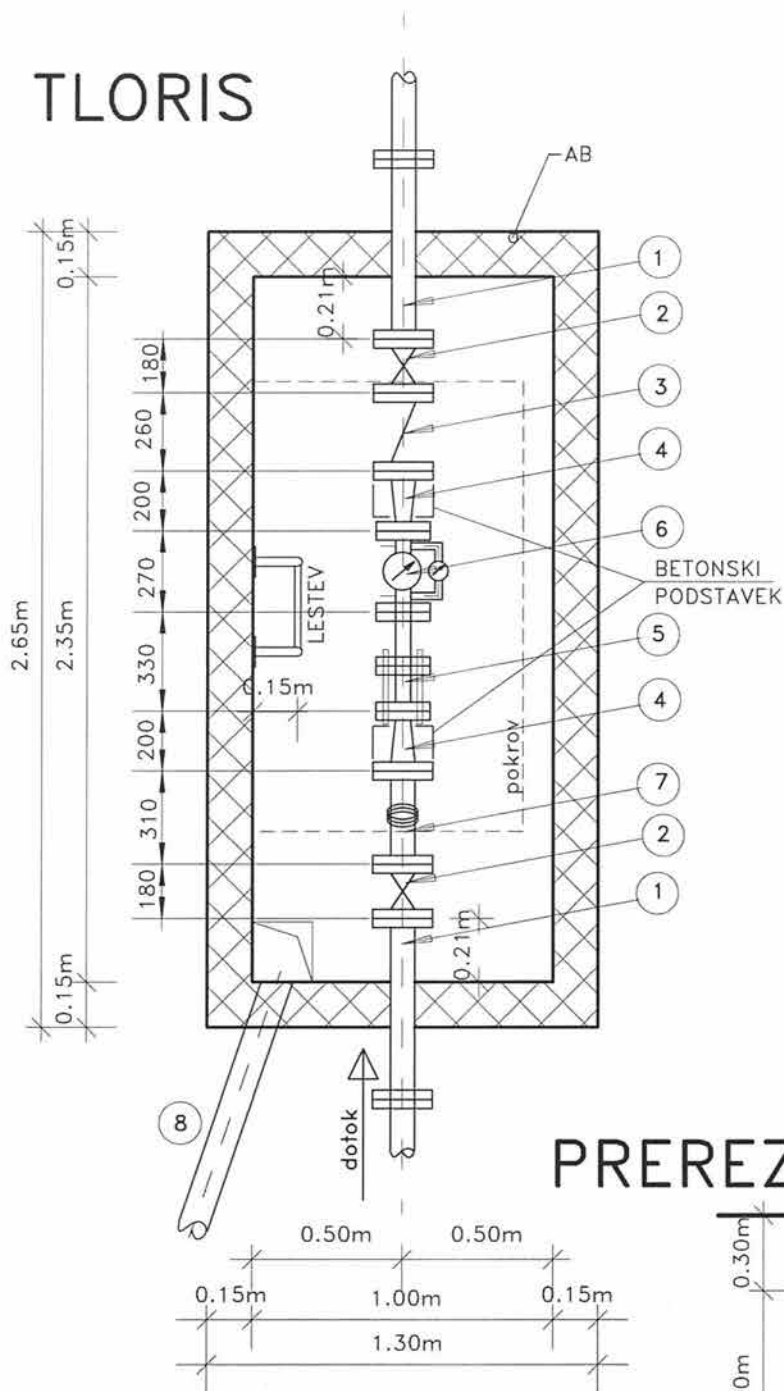 TLORIS
AB
0.15m
2.65m
2.35m
0.15m
0.21m
180
260
200
270
330
200
310
180
1
2
3
4
6
BETONSKI
PODSTAVEK
5
4
7
2
1
LESTEV
0.15m
pokrov
0.21m
8
dotok
PREREZ
0.50m 0.50m
0.15m 1.00m 0.15m
1.30m
0.30m
0m